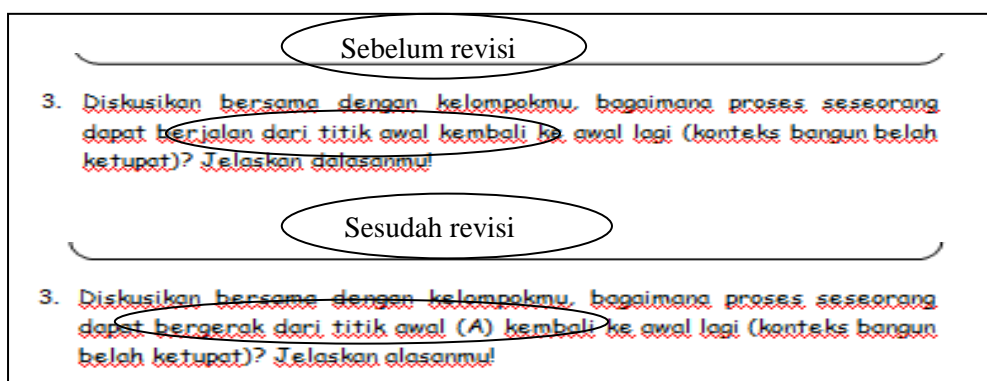 Sebelum revisi
3. Diskusikan bersama dengan kelompokmu, bagaimana proses seseorang
dapat berjalan dari titik awal kembali ke awal lagi (konteks bangun belah
ketupat)? Jelaskan dalasanmu!
Sesudah revisi
3. Diskusikan bersama dengan kelompokmu, bagaimana proses seseorang
dapat bergerak dari titik awal (A) kembali ke awal lagi (konteks bangun
belah ketupat)? Jelaskan alasanmu!